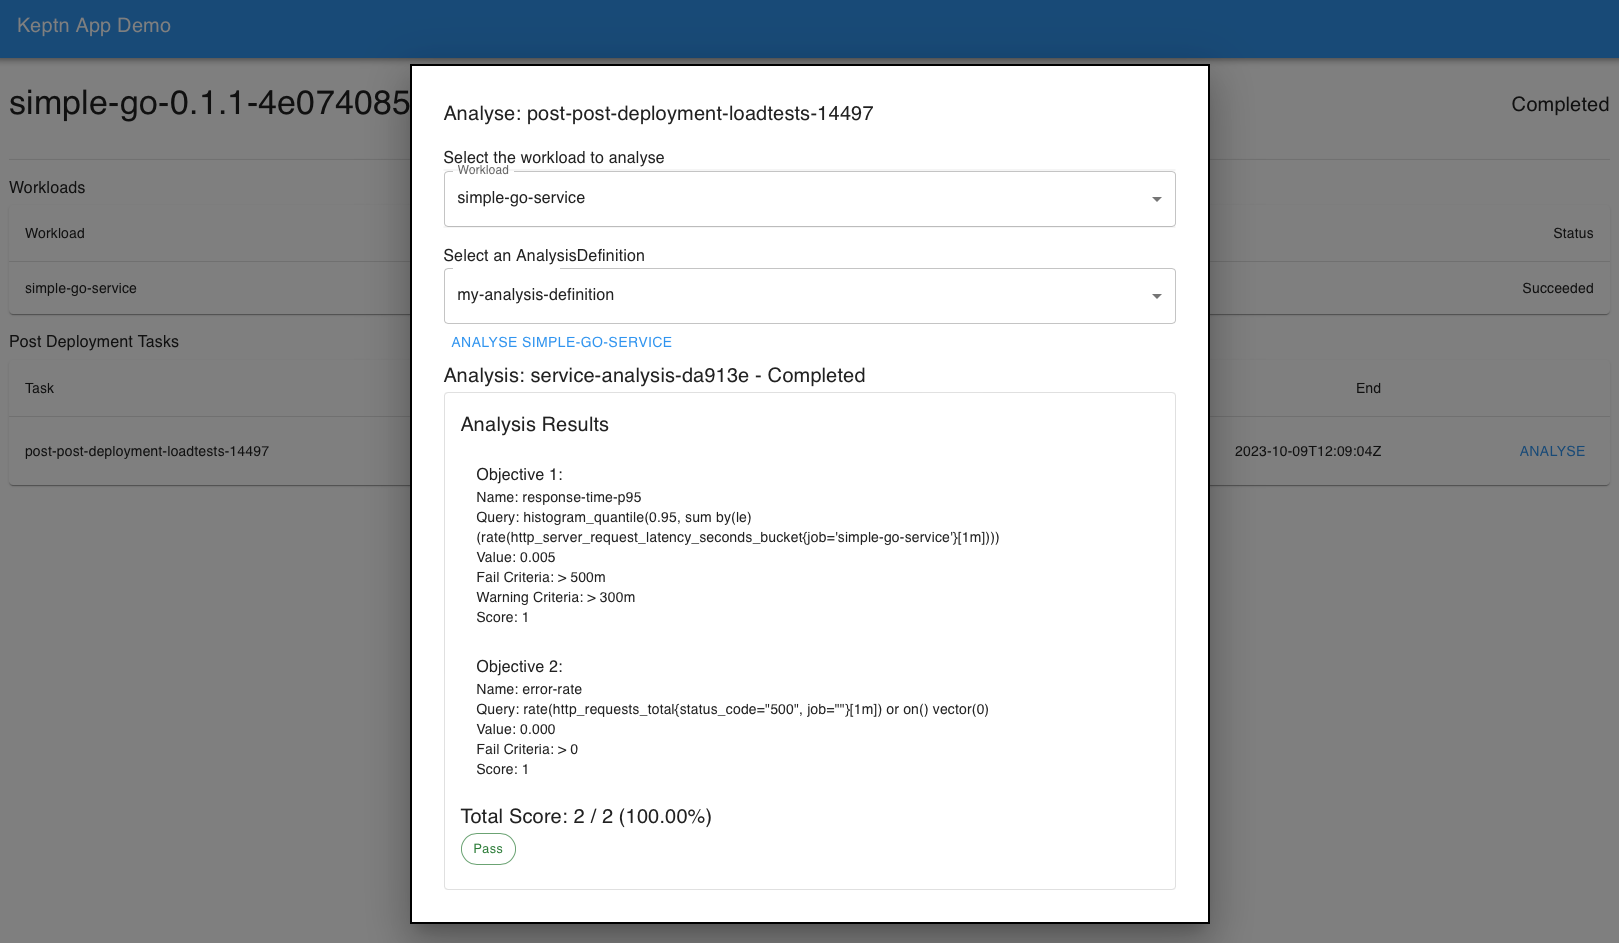 Keptn App Demo
simple-go-0.1.1-4e074085
Completed
Workloads
Workload
Status
simple-go-service
Succeeded
Post Deployment Tasks
Task
End
post-post-deployment-loadtests-14497
2023-10-09T12:09:04Z
ANALYSE
Analyse: post-post-deployment-loadtests-14497
Select the workload to analyse
Workload
simple-go-service
Select an AnalysisDefinition
my-analysis-definition
ANALYSE SIMPLE-GO-SERVICE
Analysis: service-analysis-da913e - Completed
Analysis Results
Objective 1:
Name: response-time-p95
Query: histogram_quantile(0.95, sum by(le)
(rate(http_server_request_latency_seconds_bucket{job='simple-go-service'}[1m])))
Value: 0.005
Fail Criteria: > 500m
Warning Criteria: > 300m
Score: 1
Objective 2:
Name: error-rate
Query: rate(http_requests_total{status_code="500", job=""}[1m]) or on() vector(0)
Value: 0.000
Fail Criteria: > 0
Score: 1
Total Score: 2 / 2 (100.00%)
Pass